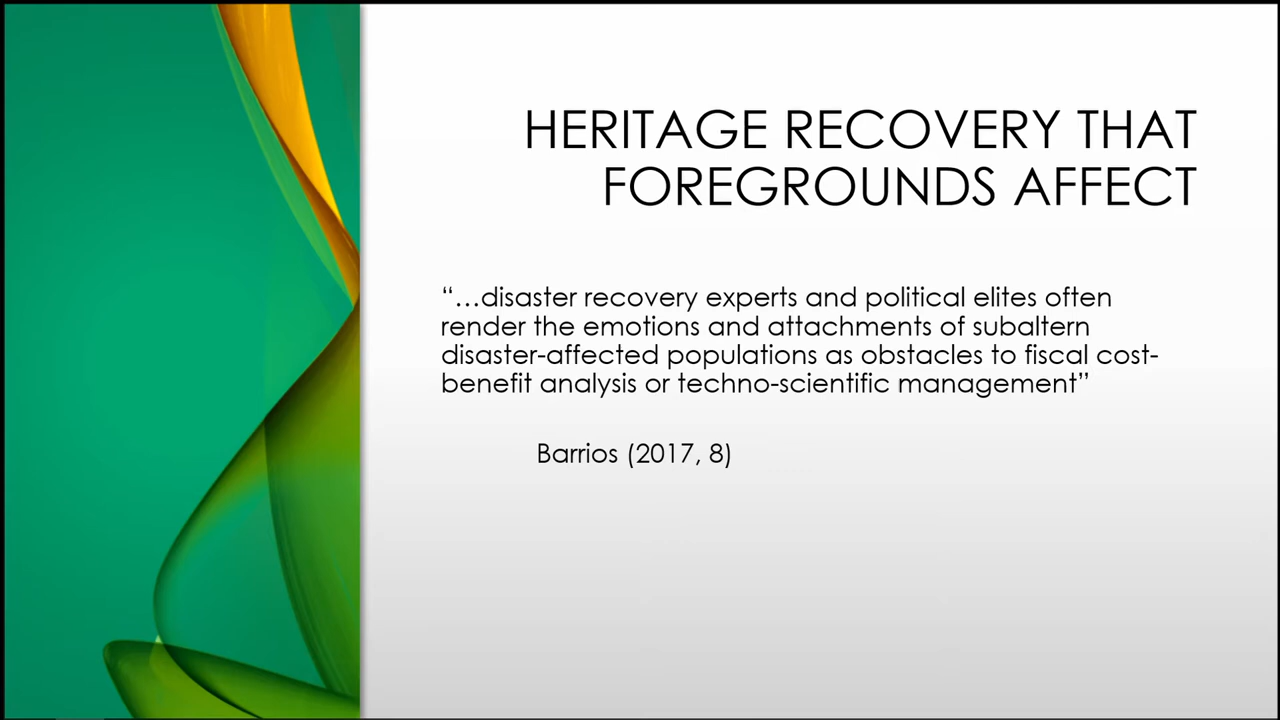 HERITAGE RECOVERY THAT
FOREGROUNDS AFFECT
“…disaster recovery experts and political elites often
render the emotions and attachments of subaltern
disaster-affected populations as obstacles to fiscal cost-
benefit analysis or techno-scientific management”
Barrios (2017, 8)